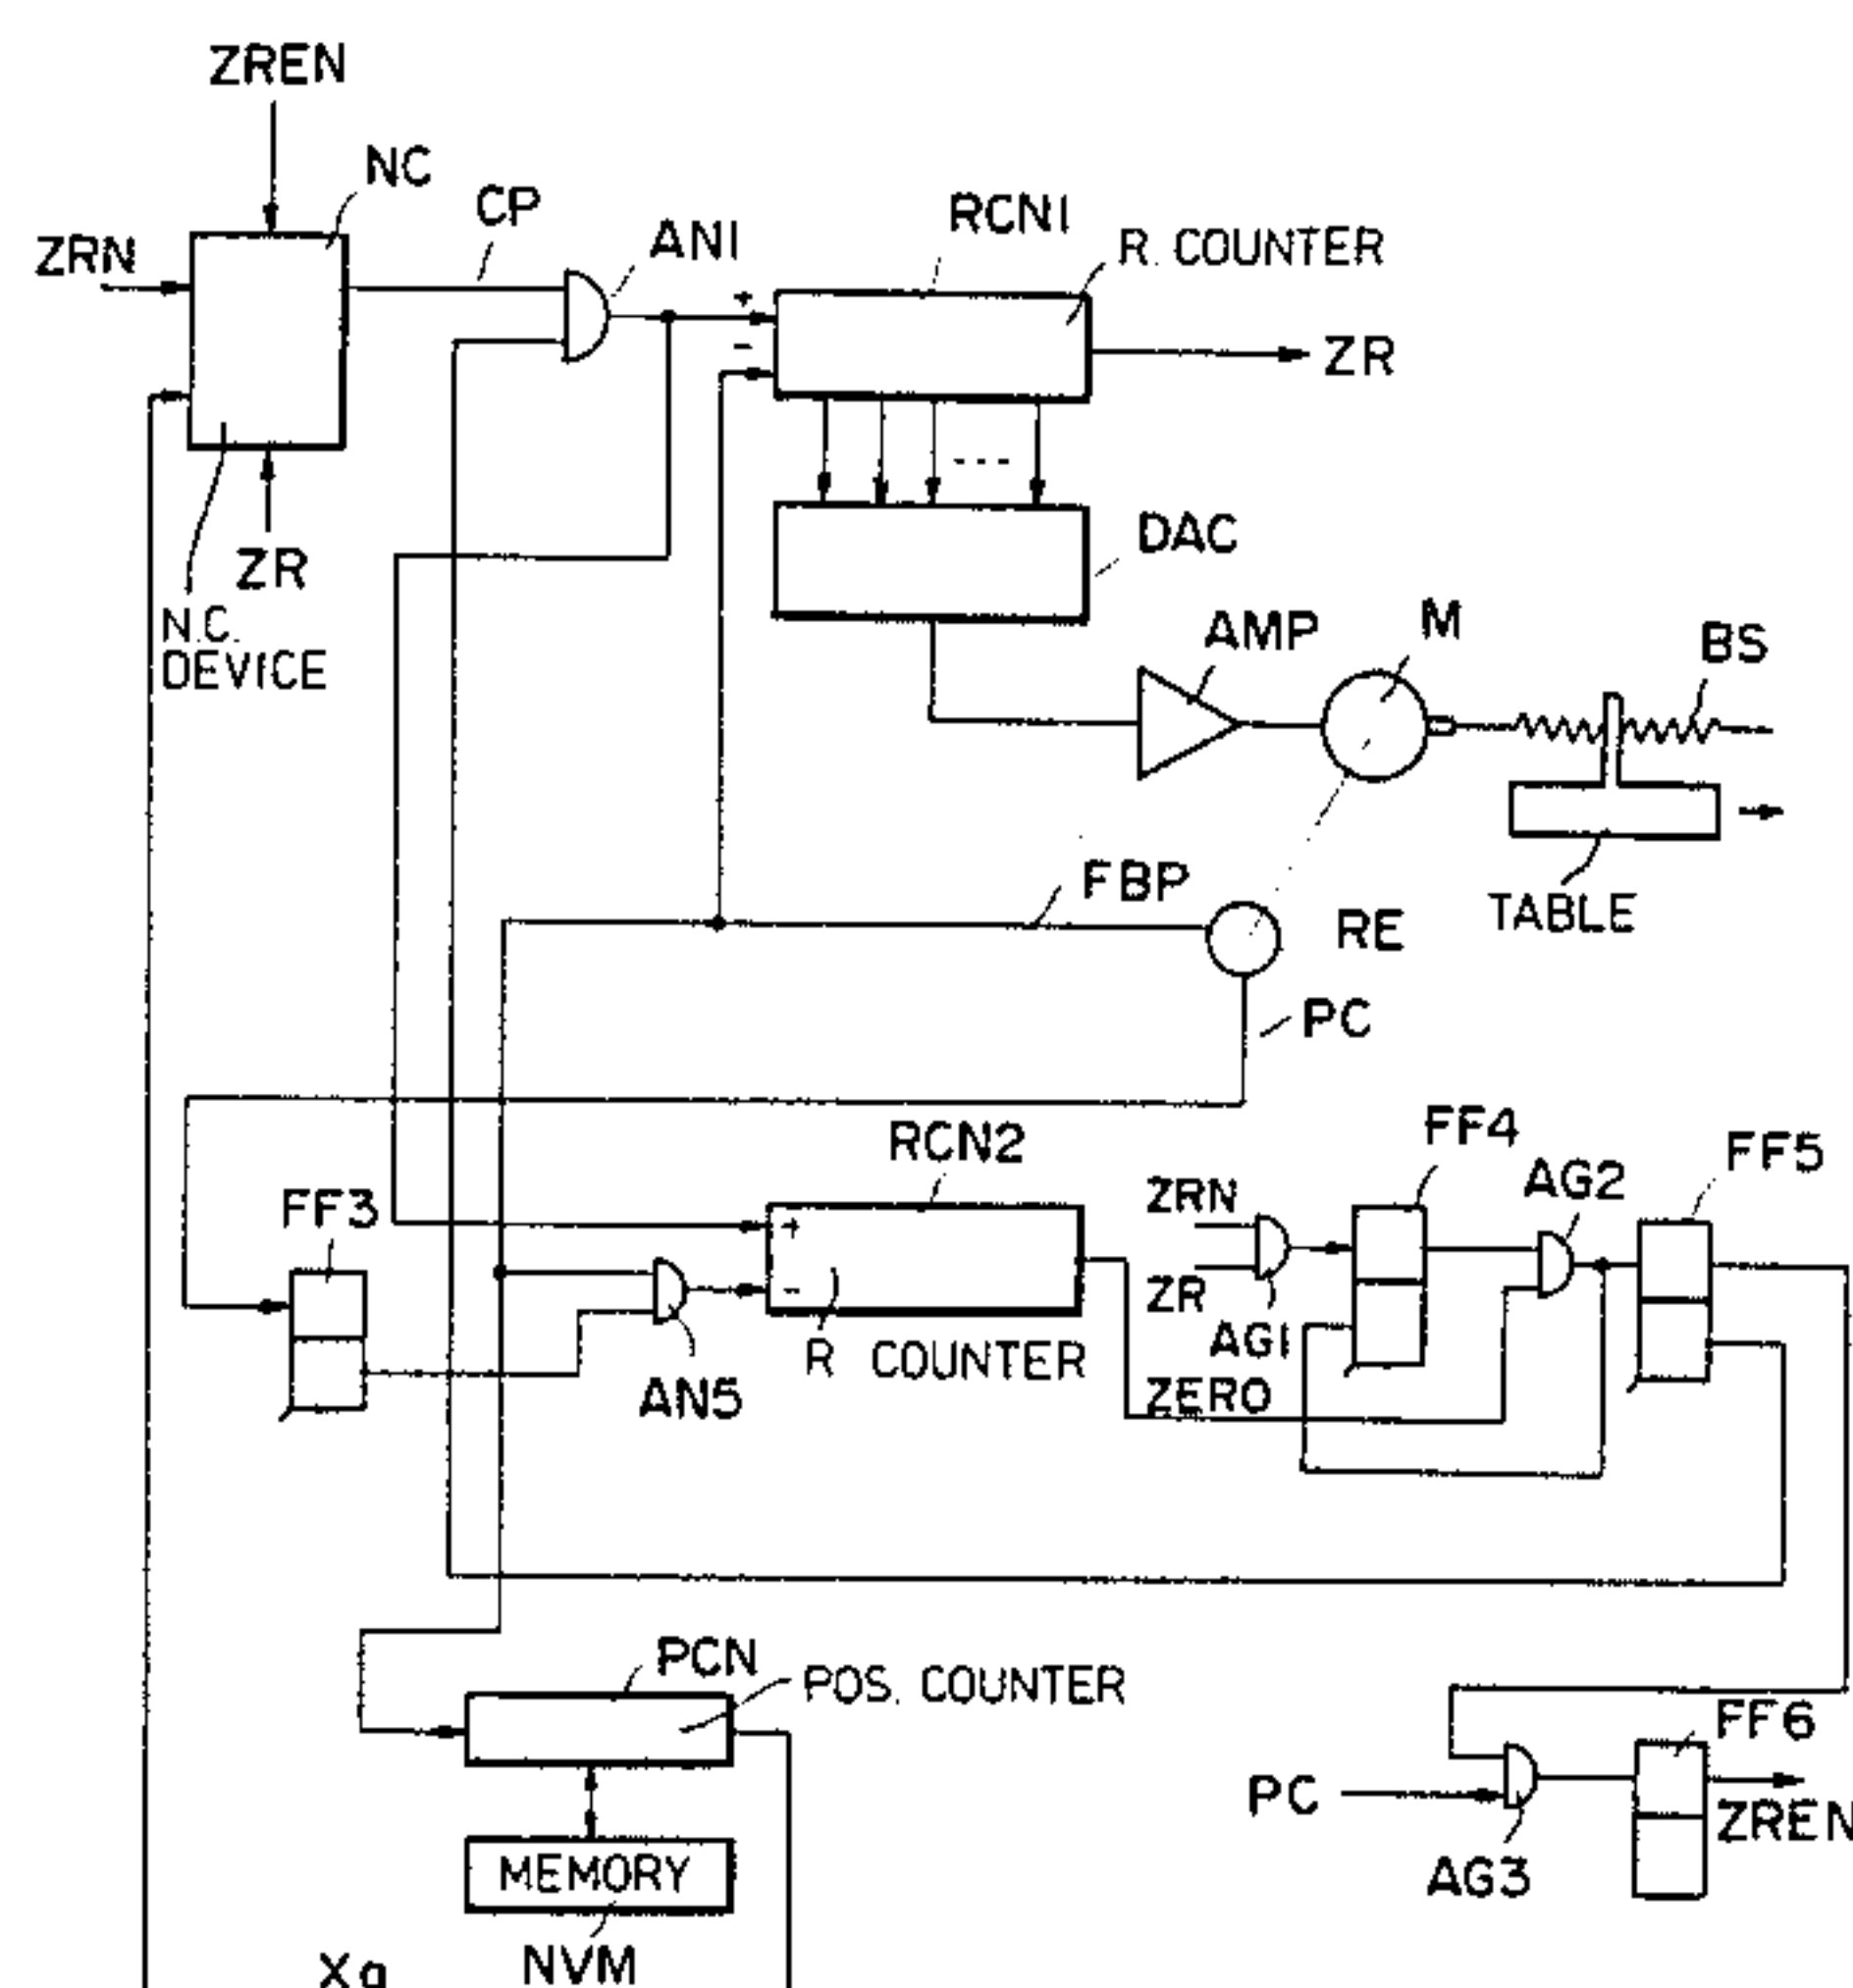 ZREN
NC
CP
ZRN
AN1
RCN1
R. COUNTER
+
-
ZR
ZR
N.C.
DEVICE
DAC
AMP
M
BS
TABLE
FBP
RE
PC
RCN2
FF4
FF5
AG2
ZRN
FF3
+
-
ZR
AG1
R COUNTER
AN5
ZERO
PCN
POS. COUNTER
FF6
PC
ZREN
MEMORY
AG3
NVM
Xa